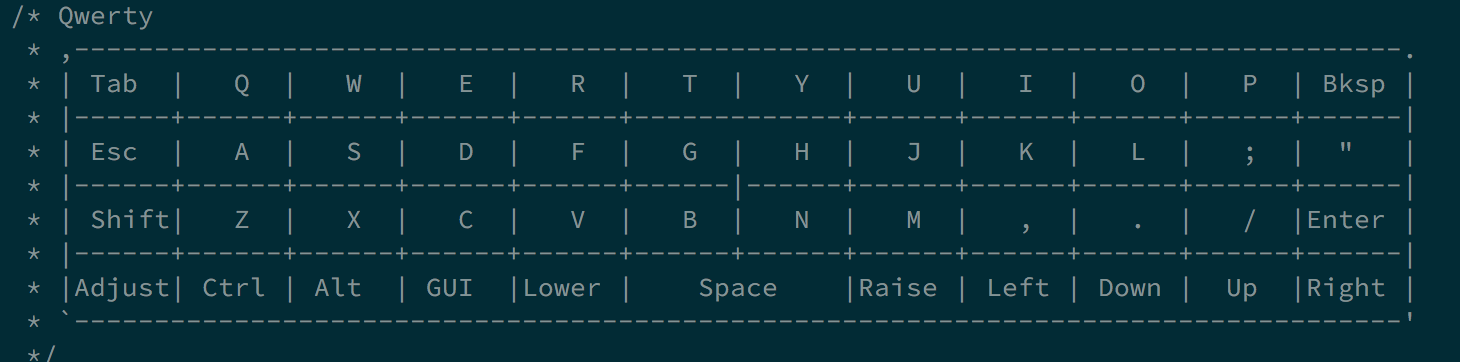 /* Qwerty
 * ,-------------------------------------------------------------------------------------.
 * | Tab  |   Q  |   W  |   E  |   R  |   T  |   Y  |   U  |   I  |   O  |   P  | Bksp |
 * |------+------+------+------+------+-------------+------+------+------+------+------|
 * | Esc  |   A  |   S  |   D  |   F  |   G  |   H  |   J  |   K  |   L  |   ;  |  "   |
 * |------+------+------+------+------+------|------+------+------+------+------+------|
 * | Shift|   Z  |   X  |   C  |   V  |   B  |   N  |   M  |   ,  |   .  |   /  |Enter |
 * |------+------+------+------+------+------+------+------+------+------+------+------|
 * |Adjust| Ctrl | Alt  | GUI  |Lower |    Space    |Raise | Left | Down |  Up  |Right |
 * `-------------------------------------------------------------------------------------'
 */